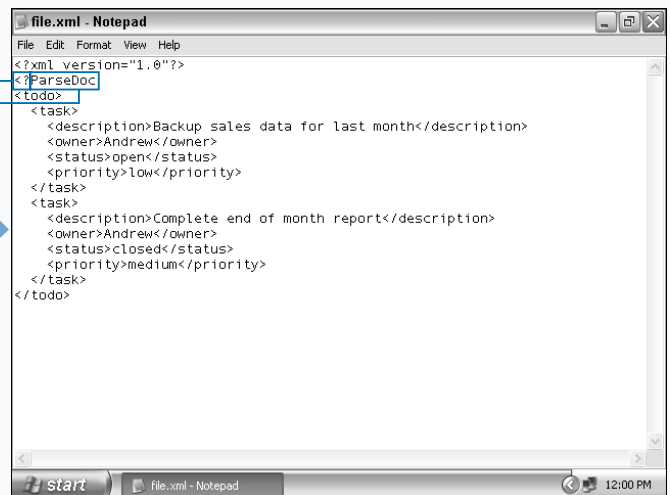 file.xml - Notepad
File Edit Format View Help
<?xml version="1.0"?>
<?ParseDoc
<todo>
<task>
<description>Backup sales data for last month</description>
<owner>Andrew</owner>
<status>open</status>
<priority>low</priority>
</task>
<task>
<description>Complete end of month report</description>
<owner>Andrew</owner>
<status>closed</status>
<priority>medium</priority>
</task>
</todo>
start file.xml - Notepad 12:00 PM